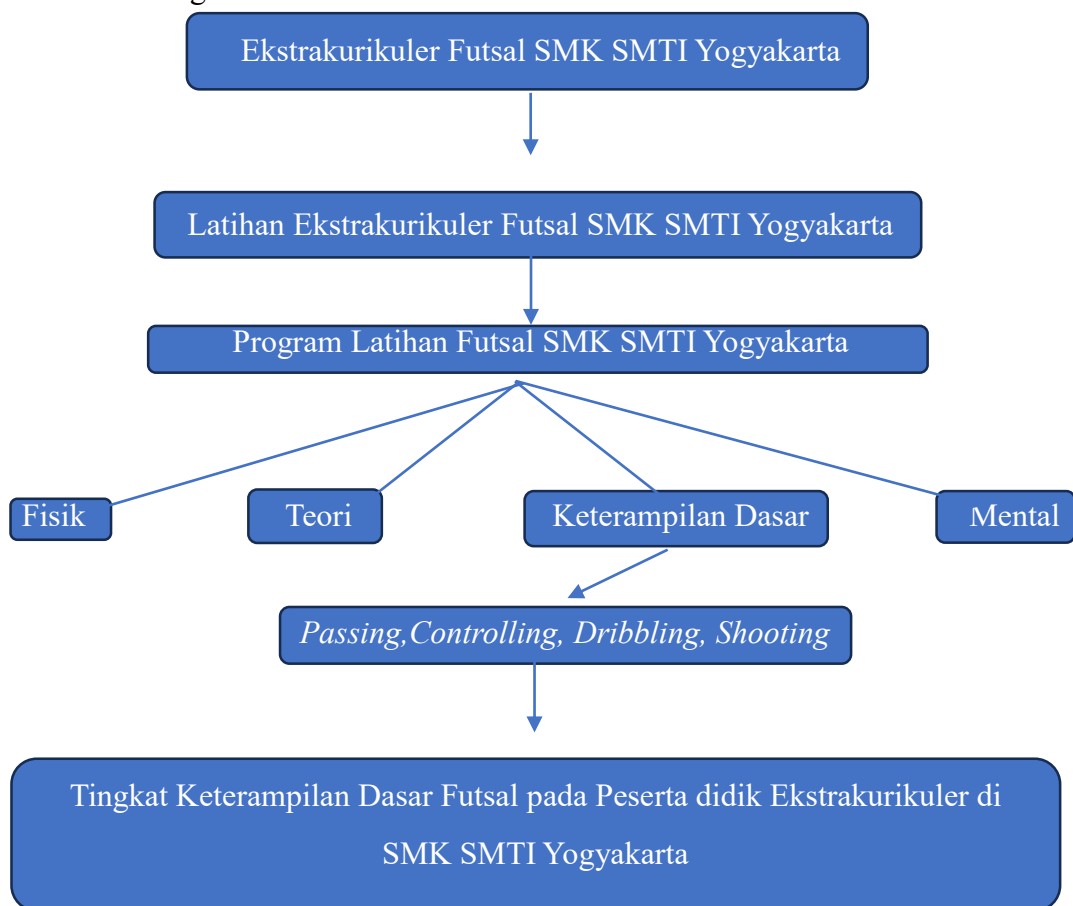 Ekstrakurikuler Futsal SMK SMTI Yogyakarta
Latihan Ekstrakurikuler Futsal SMK SMTI Yogyakarta
Program Latihan Futsal SMK SMTI Yogyakarta
Fisik
Teori
Keterampilan Dasar
Mental
Passing,Controlling, Dribbling, Shooting
Tingkat Keterampilan Dasar Futsal pada Peserta didik Ekstrakurikuler di
SMK SMTI Yogyakarta